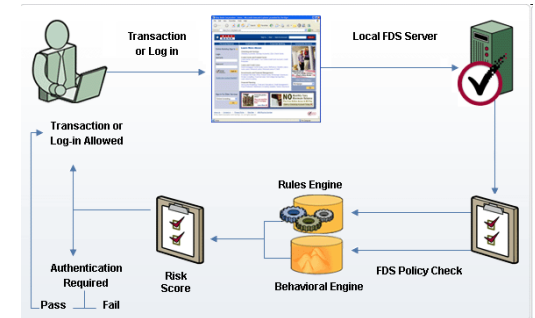 Transaction
or Log in
Local FDS Server
Transaction or
Log-in Allowed
Rules Engine
Behavioral Engine
FDS Policy Check
Risk
Score
Authentication
Required
Pass
Fail
NO